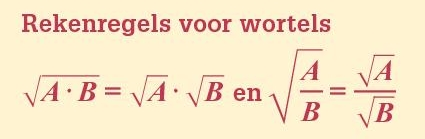 Rekenregels voor wortels
√(A · B) = √A · √B en √(A/B) = √A/√B